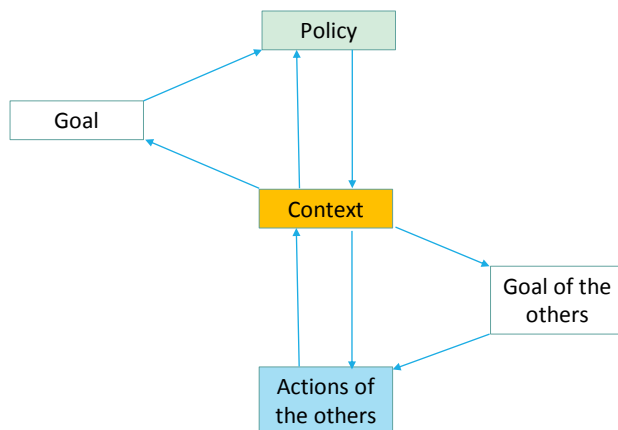 Policy
Goal
Context
Goal of the
others
Actions of
the others